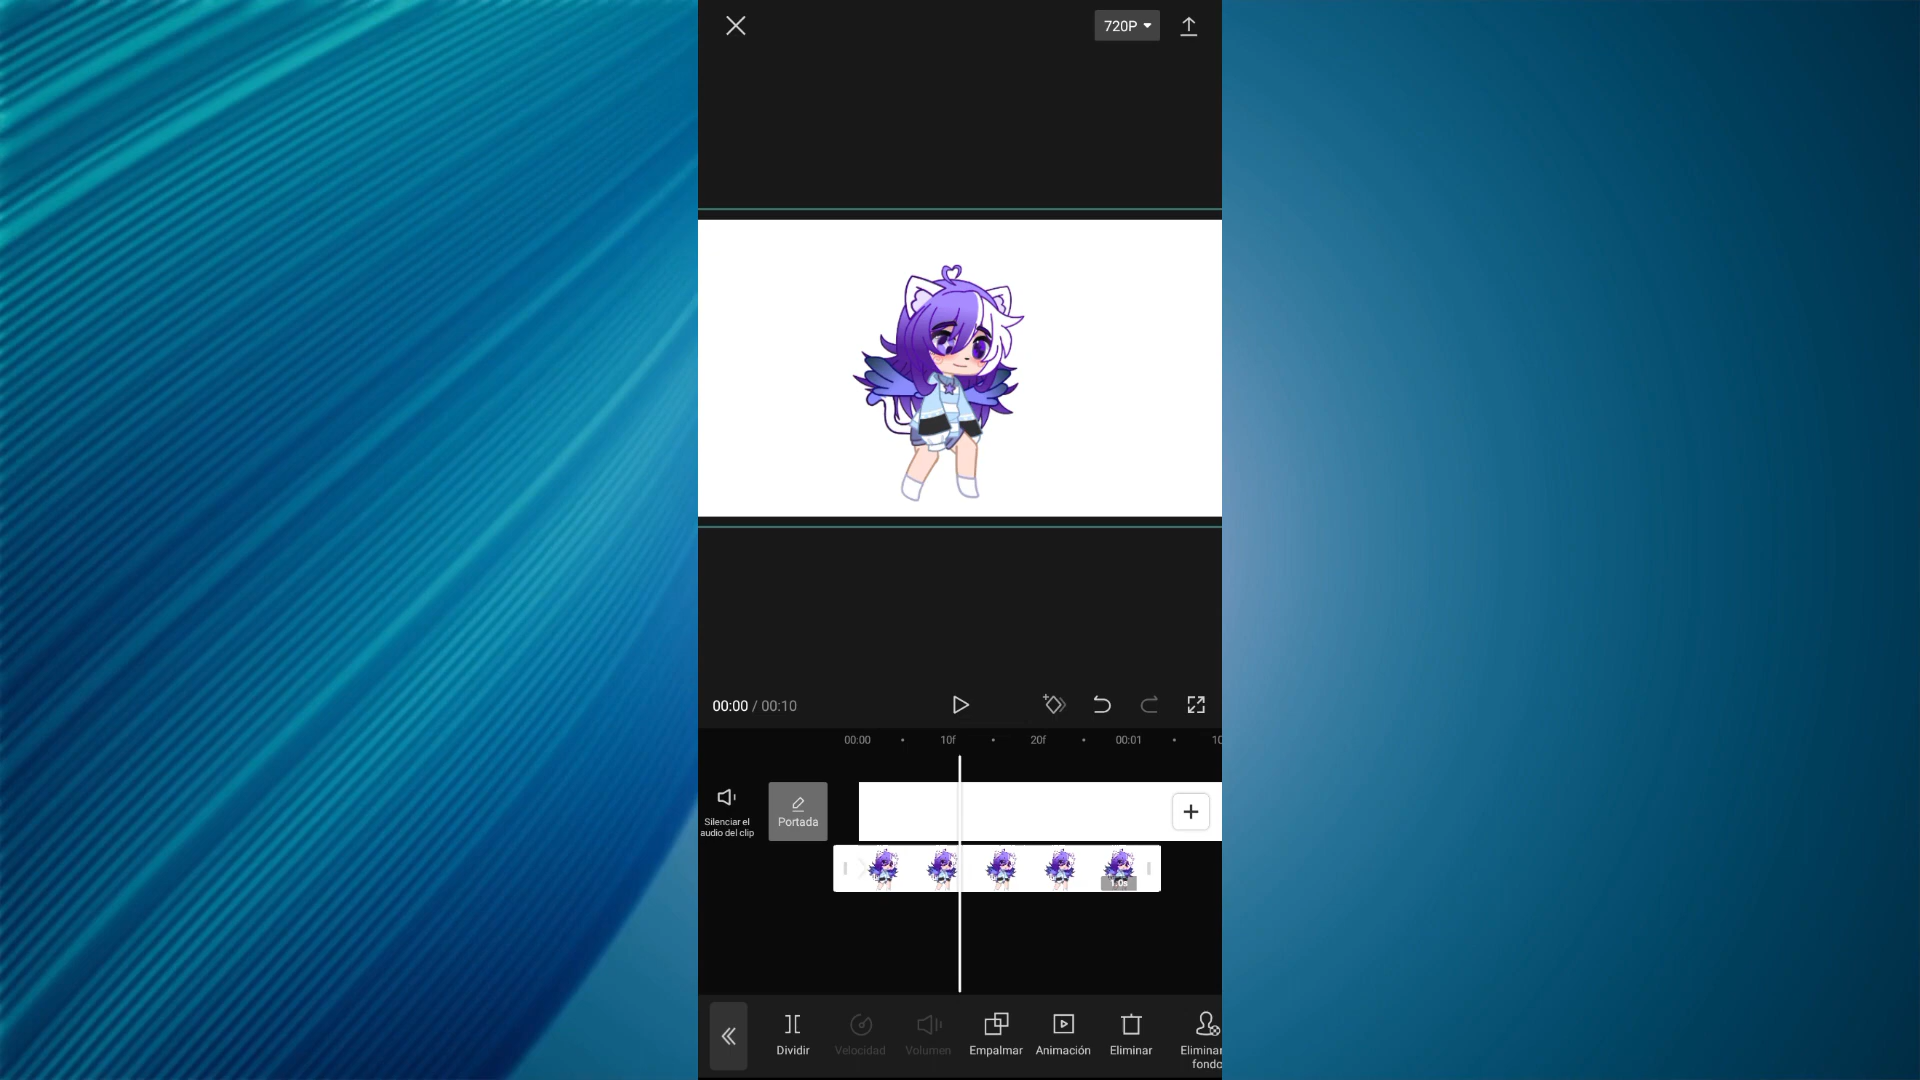 720P
00:00 / 00:10
00:00 10f 20f 00:01 10
Silenciar el
audio del clip
Portada
1.0s
Dividir
Velocidad
Volumen
Empalmar
Animación
Eliminar
Eliminar
fondo